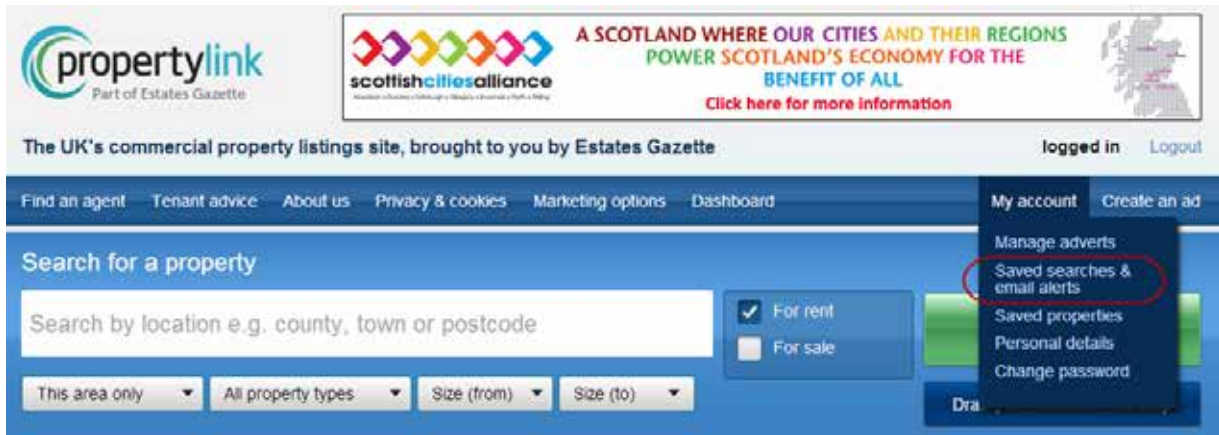 propertylink
Part of Estates Gazette
scottishcitiesalliance
A SCOTLAND WHERE OUR CITIES AND THEIR REGIONS
POWER SCOTLAND'S ECONOMY FOR THE
BENEFIT OF ALL
Click here for more information
The UK's commercial property listings site, brought to you by Estates Gazette
logged in Logout
Find an agent Tenant advice About us Privacy & cookies Marketing options Dashboard My account Create an ad
Manage adverts
Saved searches &
email alerts
Saved properties
Personal details
Change password
Search for a property
Search by location e.g. county, town or postcode
For rent
For sale
This area only All property types Size (from) Size (to)
Dra